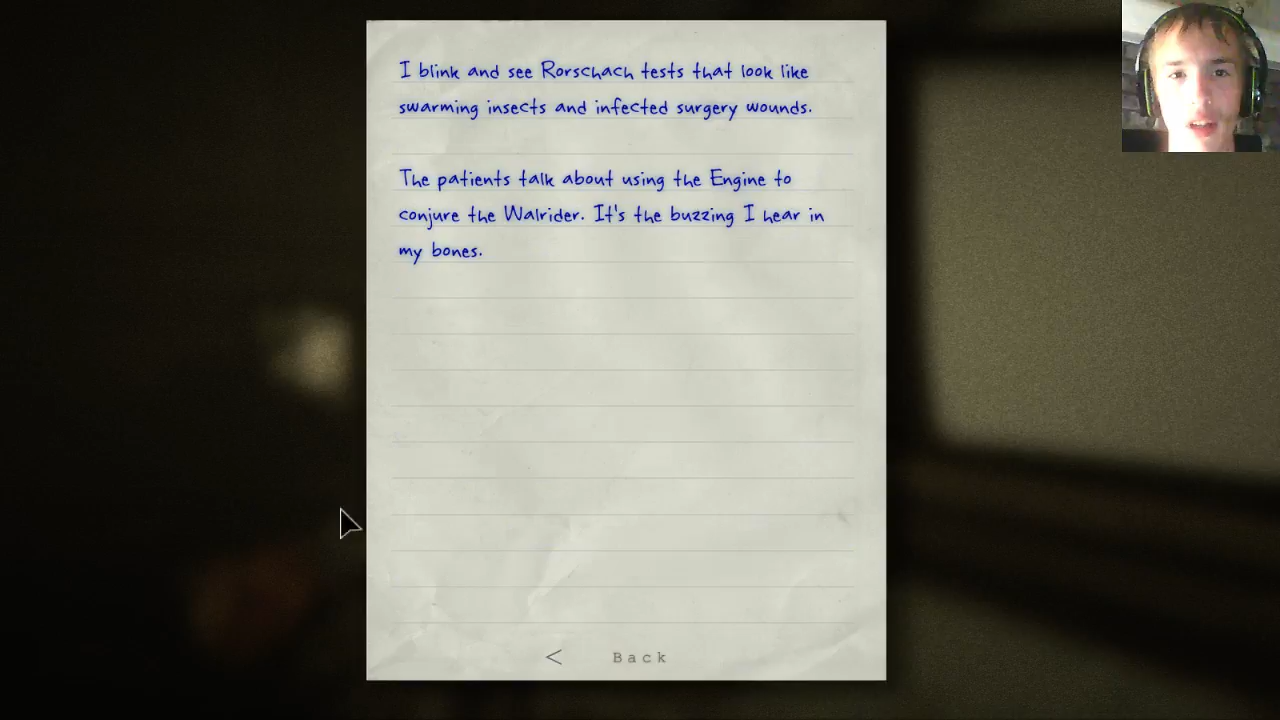 I blink and see Rorschach tests that look like
swarming insects and infected surgery wounds.
The patients talk about using the Engine to
conjure the Walrider. It's the buzzing I hear in
my bones.
< Back